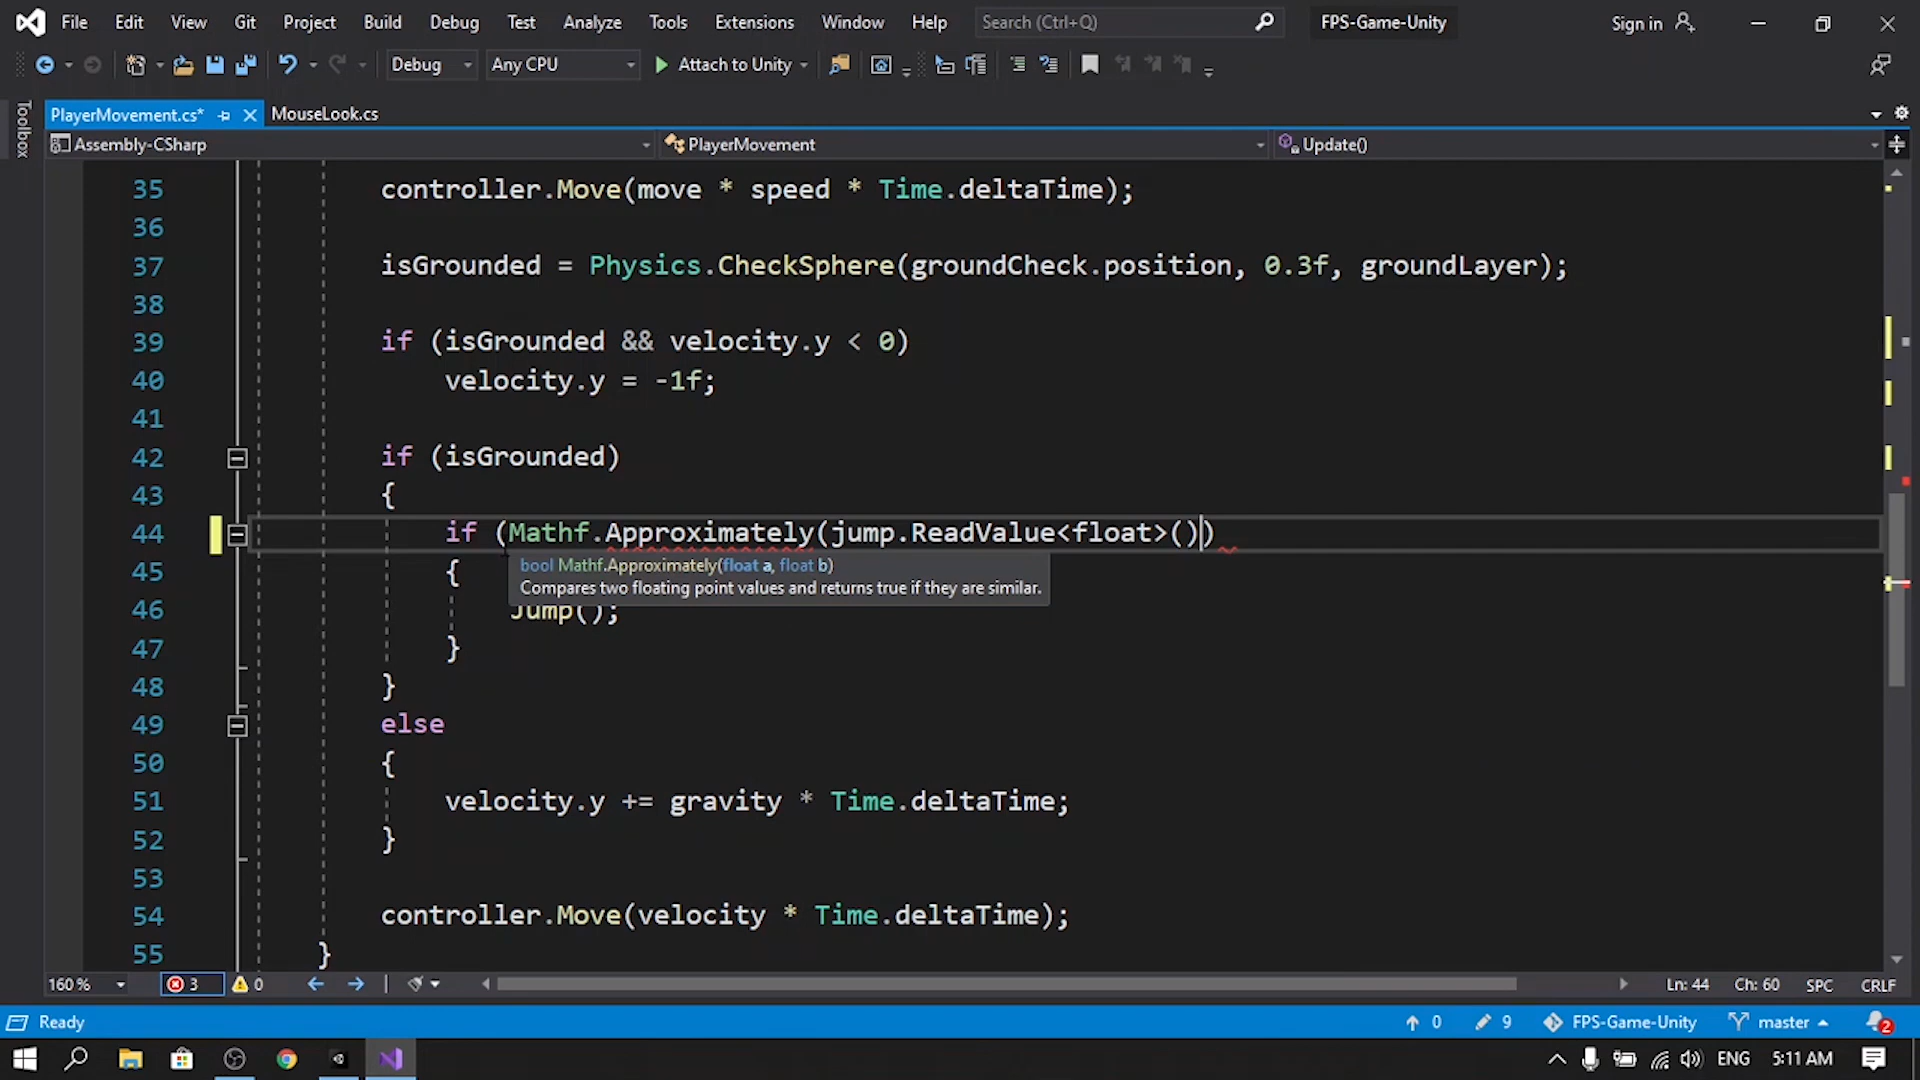 File Edit View Git Project Build Debug Test Analyze Tools Extensions Window Help Search (Ctrl+Q) FPS-Game-Unity Sign in
Debug Any CPU Attach to Unity
Toolbox
PlayerMovement.cs* MouseLook.cs
Assembly-CSharp PlayerMovement Update()
35 controller.Move(move * speed * Time.deltaTime);
36
37 isGrounded = Physics.CheckSphere(groundCheck.position, 0.3f, groundLayer);
38
39 if (isGrounded && velocity.y < 0)
40 velocity.y = -1f;
41
42 if (isGrounded)
43 {
44 if (Mathf.Approximately(jump.ReadValue<float>())
bool Mathf.Approximately(float a, float b)
45 {
Compares two floating point values and returns true if they are similar.
46 Jump();
47 }
48 }
49 else
50 {
51 velocity.y += gravity * Time.deltaTime;
52 }
53
54 controller.Move(velocity * Time.deltaTime);
55 }
160 % 3 0 Ln: 44 Ch: 60 SPC CRLF
Ready 0 9 FPS-Game-Unity master 2
ENG 5:11 AM